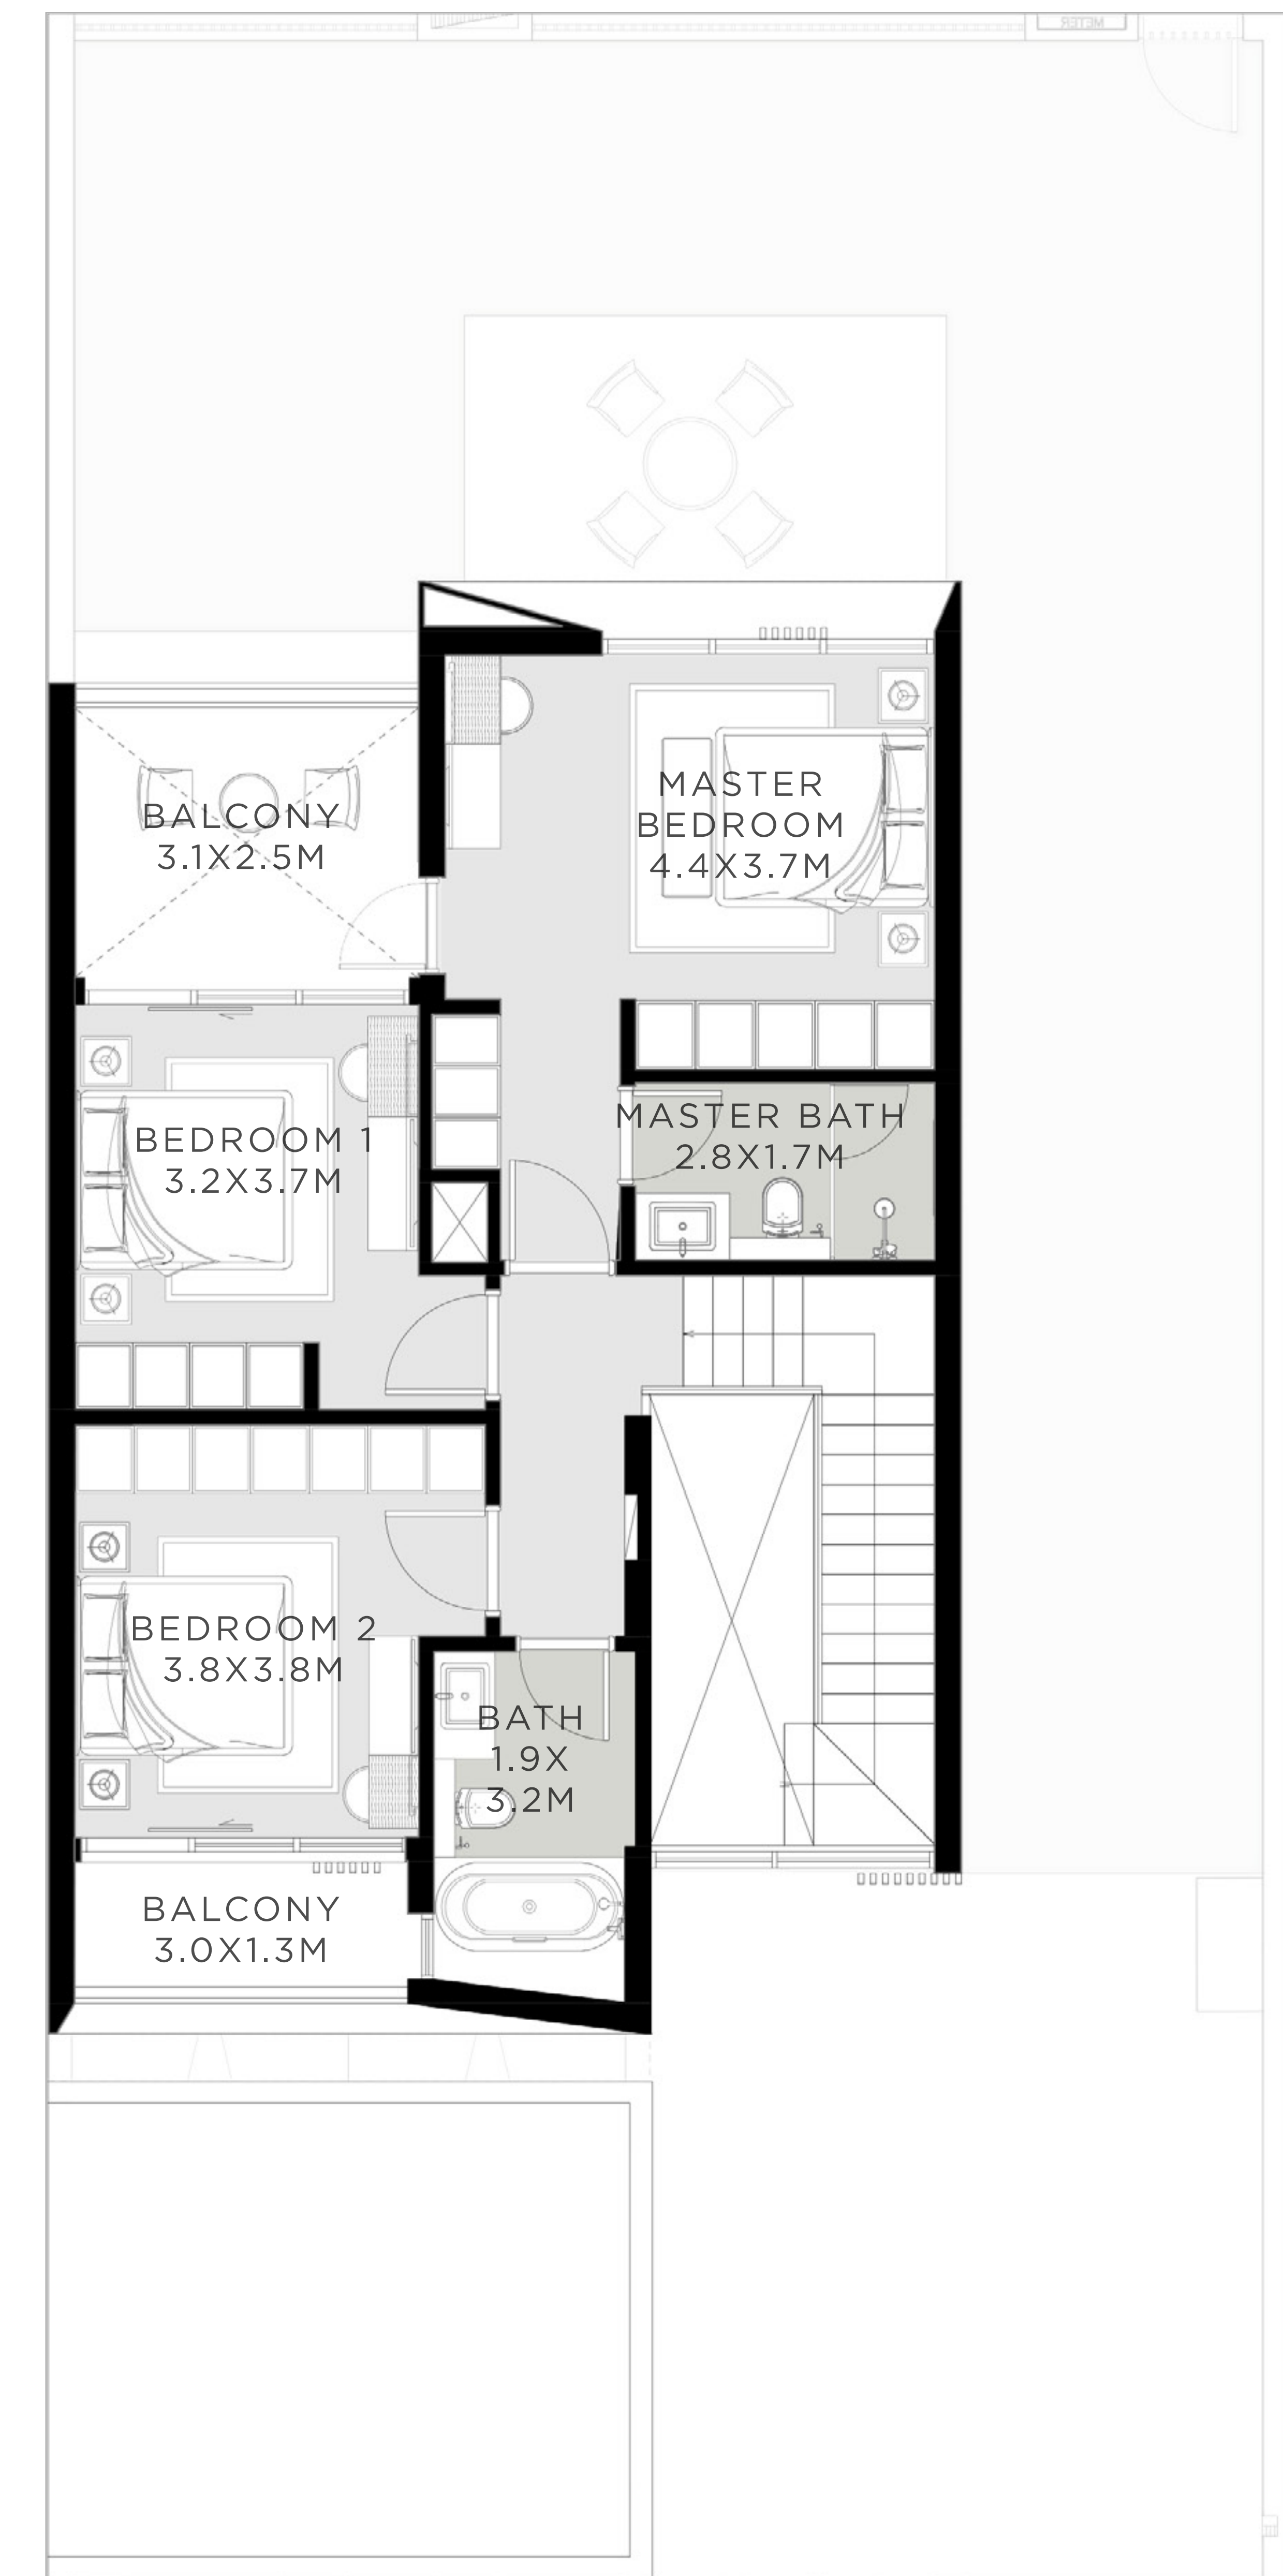 METER
MASTER
BEDROOM
4.4X3.7M
BALCONY
3.1X2.5M
MASTER BATH
2.8X1.7M
BEDROOM 1
3.2X3.7M
BEDROOM 2
3.8X3.8M
BATH
1.9X
3.2M
BALCONY
3.0X1.3M